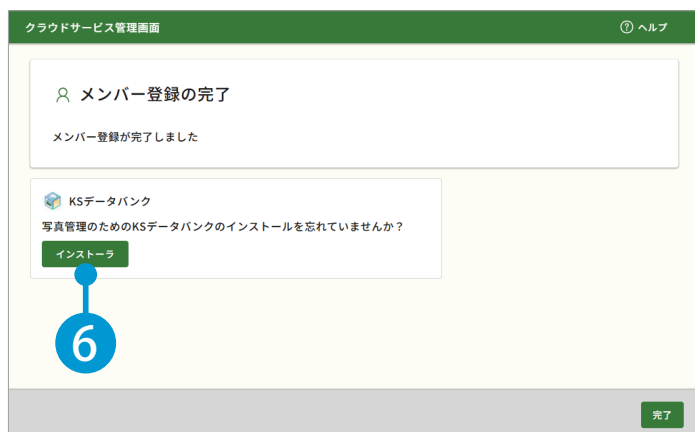 クラウドサービス管理画面
? ヘルプ
メンバー登録の完了
メンバー登録が完了しました
KSデータバンク
写真管理のためのKSデータバンクのインストールを忘れていませんか？
インストーラ
6
完了